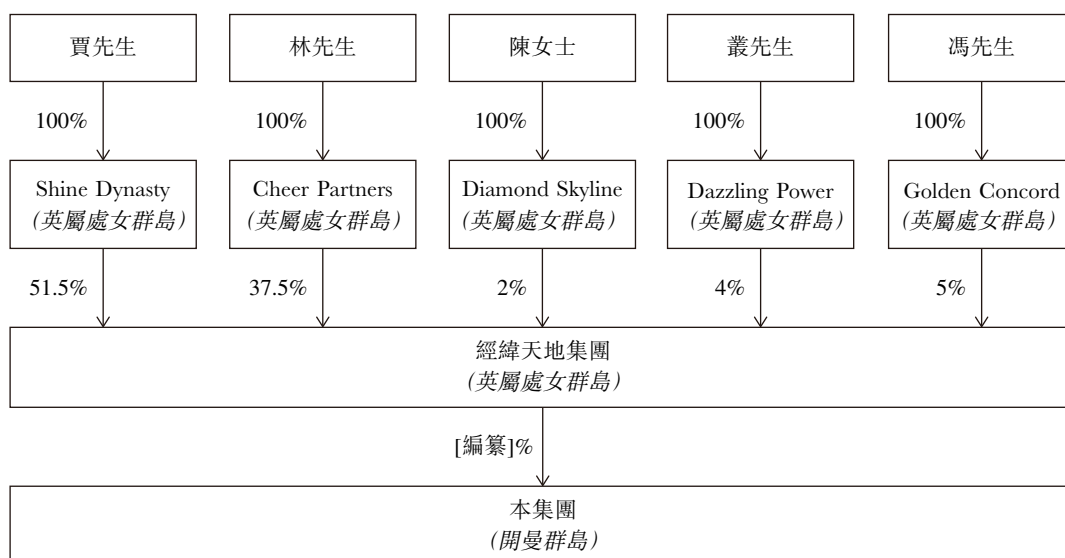 賈先生
林先生
陳女士
叢先生
馮先生
100%
100%
100%
100%
100%
Shine Dynasty
(英屬處女群島)
Cheer Partners
(英屬處女群島)
Diamond Skyline
(英屬處女群島)
Dazzling Power
(英屬處女群島)
Golden Concord
(英屬處女群島)
51.5%
37.5%
2%
4%
5%
經緯天地集團
(英屬處女群島)
[編纂]%
本集團
(開曼群島)